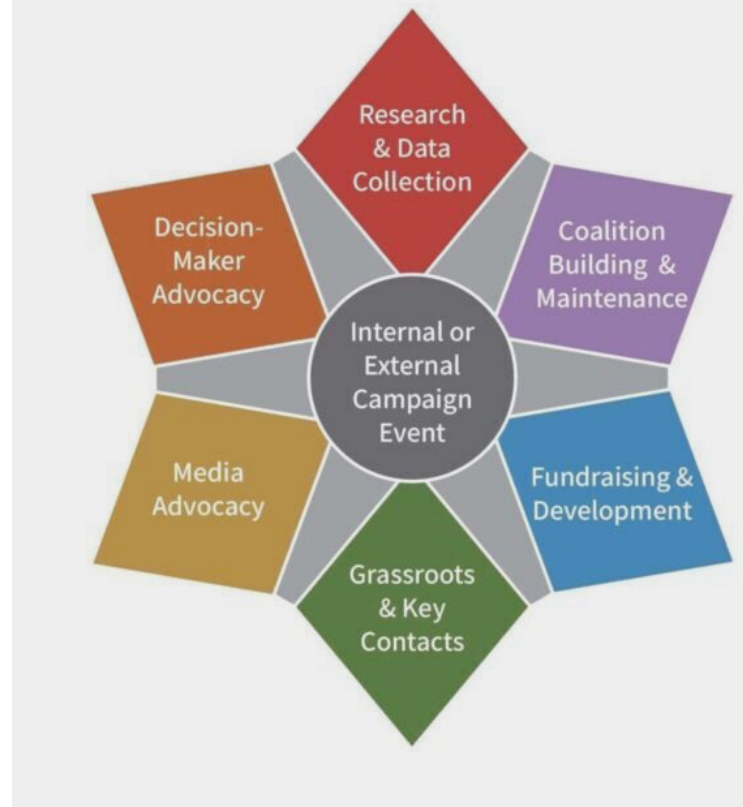 Research
& Data
Collection
Decision-
Maker
Advocacy
Coalition
Building &
Maintenance
Internal or
External
Campaign
Event
Media
Advocacy
Fundraising &
Development
Grassroots
& Key
Contacts